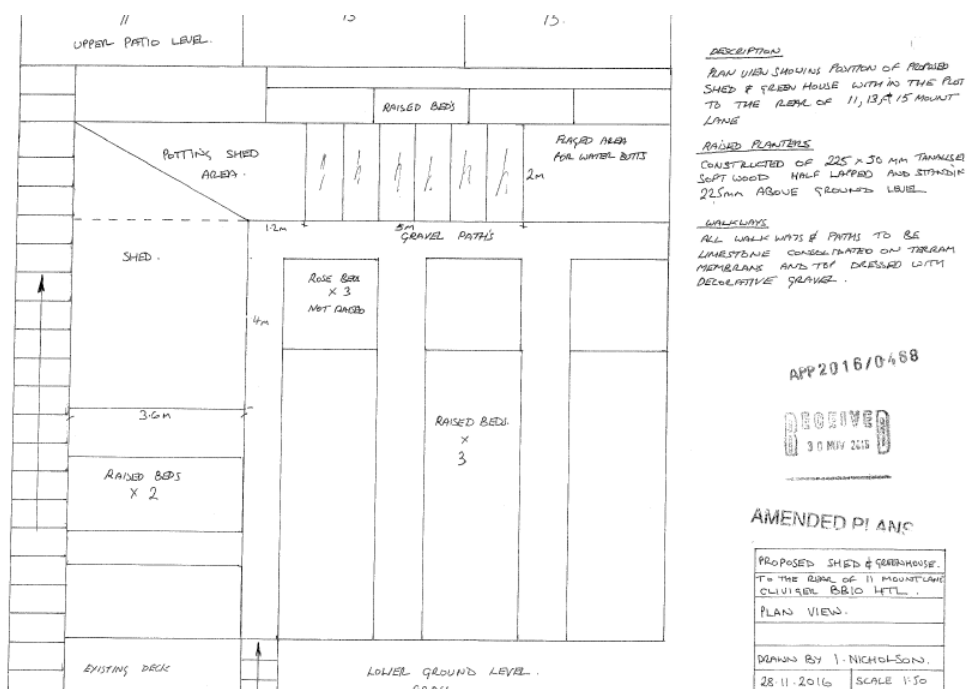 11
13
15.
UPPER PATIO LEVEL.
RAISED BEDS
POTTING SHED
AREA.
FLAGED AREA
FOR WATER BUTTS
2m
1.2m
5m
GRAVEL PATHS
SHED.
ROSE BEDS
X 3
NOT RAISED
4m
3.6m
RAISED BEDS.
X
3
RAISED BEDS
X 2
EXISTING DECK
LOWER GROUND LEVEL.
GRASS
DESCRIPTION
PLAN VIEW SHOWING POSITION OF PROPOSED
SHED & GREEN HOUSE WITH IN THE PLOT
TO THE REAR OF 11, 13, & 15 MOUNT
LANE
RAISED PLANTERS
CONSTRUCTED OF 225 x 50 MM TANALISED
SOFT WOOD HALF LAPPED AND STANDING
225mm ABOVE GROUND LEVEL
WALKWAYS
ALL WALK WAYS & PATHS TO BE
LIMESTONE CONSOLIDATED ON TERRAM
MEMBRANE AND TOP DRESSED WITH
DECORATIVE GRAVEL.
APP 2016/0468
RECEIVED
30 NOV 2016
AMENDED PLANS
PROPOSED SHED & GREENHOUSE.
TO THE REAR OF 11 MOUNT LANE
CLIVIGER BB10 4TL.
PLAN VIEW.
DRAWN BY I. NICHOLSON.
28.11.2016 SCALE 1:50